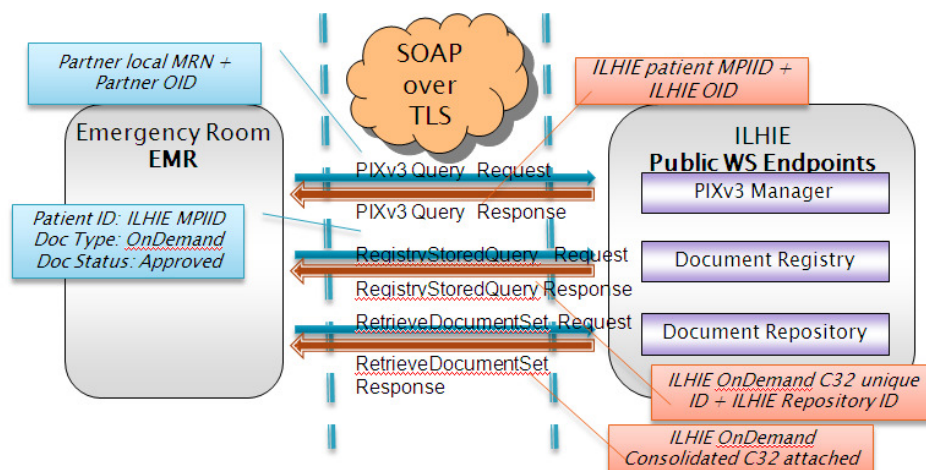 Partner local MRN +
Partner OID
SOAP
over
TLS
ILHIE patient MPIID +
ILHIE OID
Emergency Room
EMR
ILHIE
Public WS Endpoints
PIXv3 Query Request
PIXv3 Manager
PIXv3 Query Response
Patient ID: ILHIE MPIID
Doc Type: OnDemand
Doc Status: Approved
RegistryStoredQuery Request
Document Registry
RegistryStoredQuery Response
RetrieveDocumentSet Request
Document Repository
RetrieveDocumentSet
Response
ILHIE OnDemand C32 unique
ID + ILHIE Repository ID
ILHIE OnDemand
Consolidated C32 attached